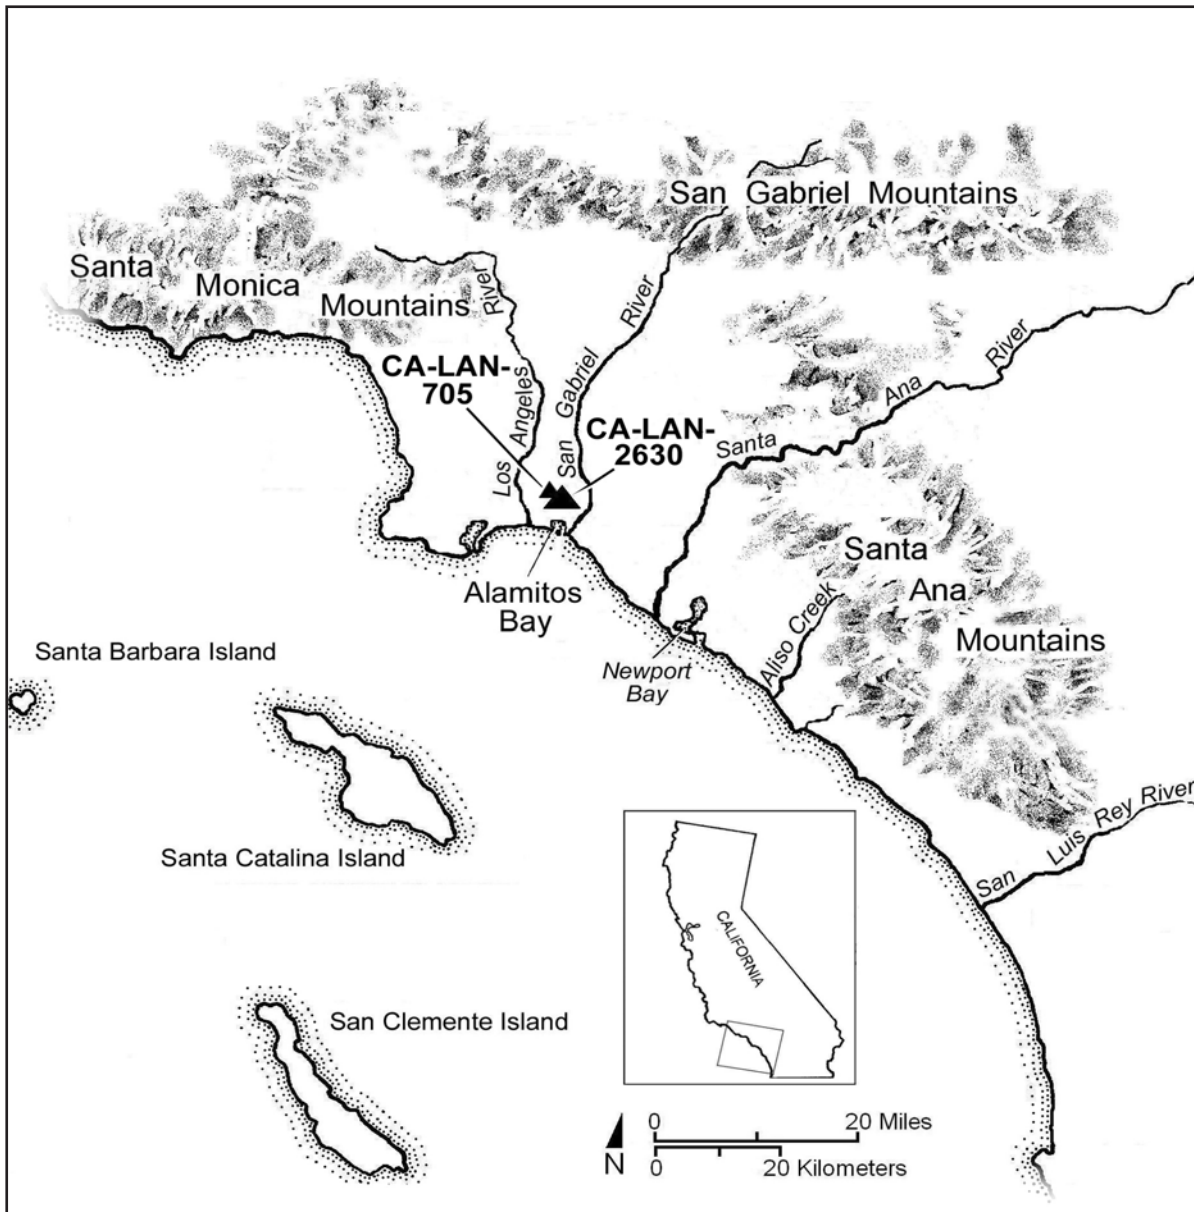 San Gabriel Mountains
Santa
Monica
Mountains
River
Angeles
Los
River
Gabriel
San
CA-LAN-
705
CA-LAN-
2630
River
Ana
Santa
Alamitos
Bay
Santa
Ana
Mountains
Aliso Creek
Newport
Bay
Santa Barbara Island
Santa Catalina Island
San Luis Rey River
San Clemente Island
CALIFORNIA
0 20 Miles
N
0 20 Kilometers